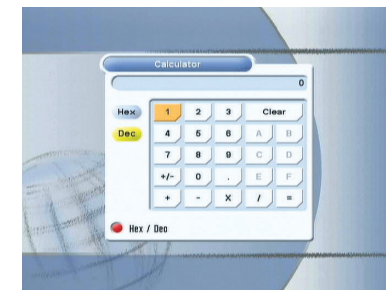 Calculator
0
Hex 1 2 3 Clear
Dec 4 5 6 A B
7 8 9 C D
+/- 0 . E F
+ - X / =
Hex / Dec